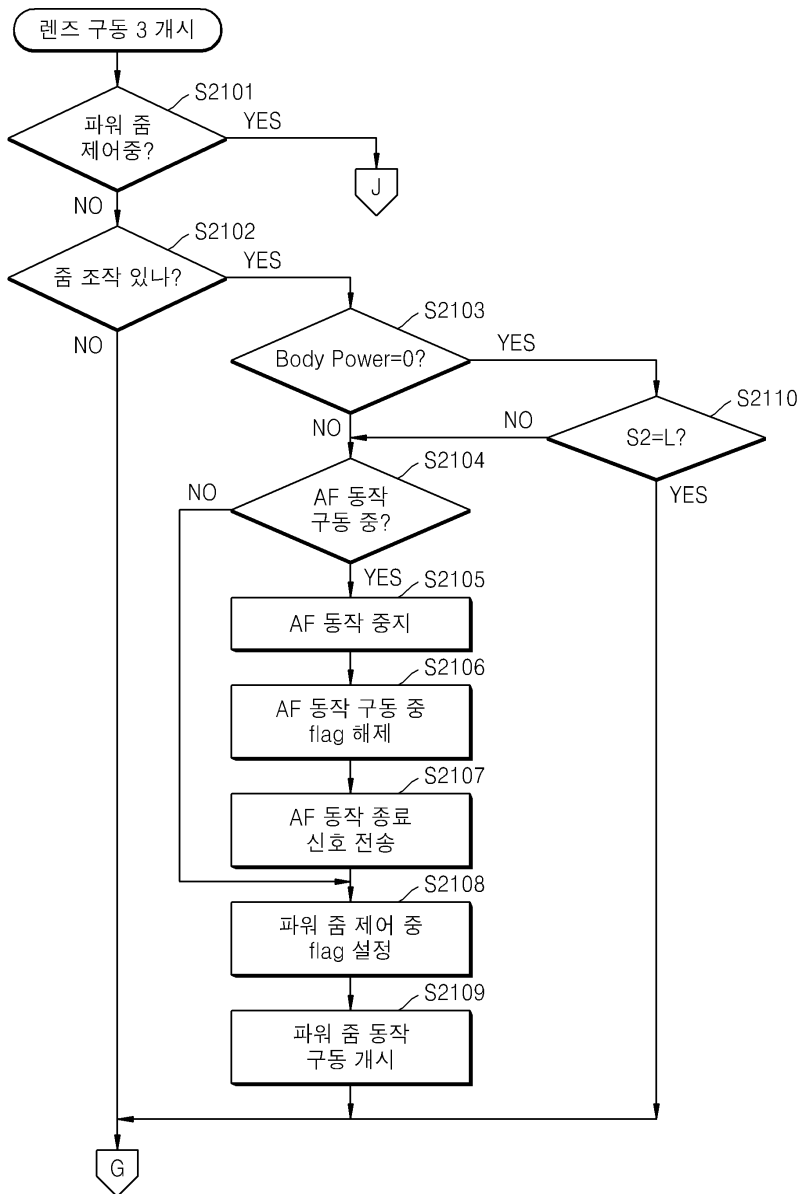 렌즈 구동 3 개시
S2101
파워 줌
제어중?
YES
J
NO
S2102
줌 조작 있나?
YES
NO
S2103
Body Power=0?
YES
NO
S2110
S2=L?
NO
YES
S2104
AF 동작
구동 중?
NO
YES
S2105
AF 동작 중지
S2106
AF 동작 구동 중
flag 해제
S2107
AF 동작 종료
신호 전송
S2108
파워 줌 제어 중
flag 설정
S2109
파워 줌 동작
구동 개시
G